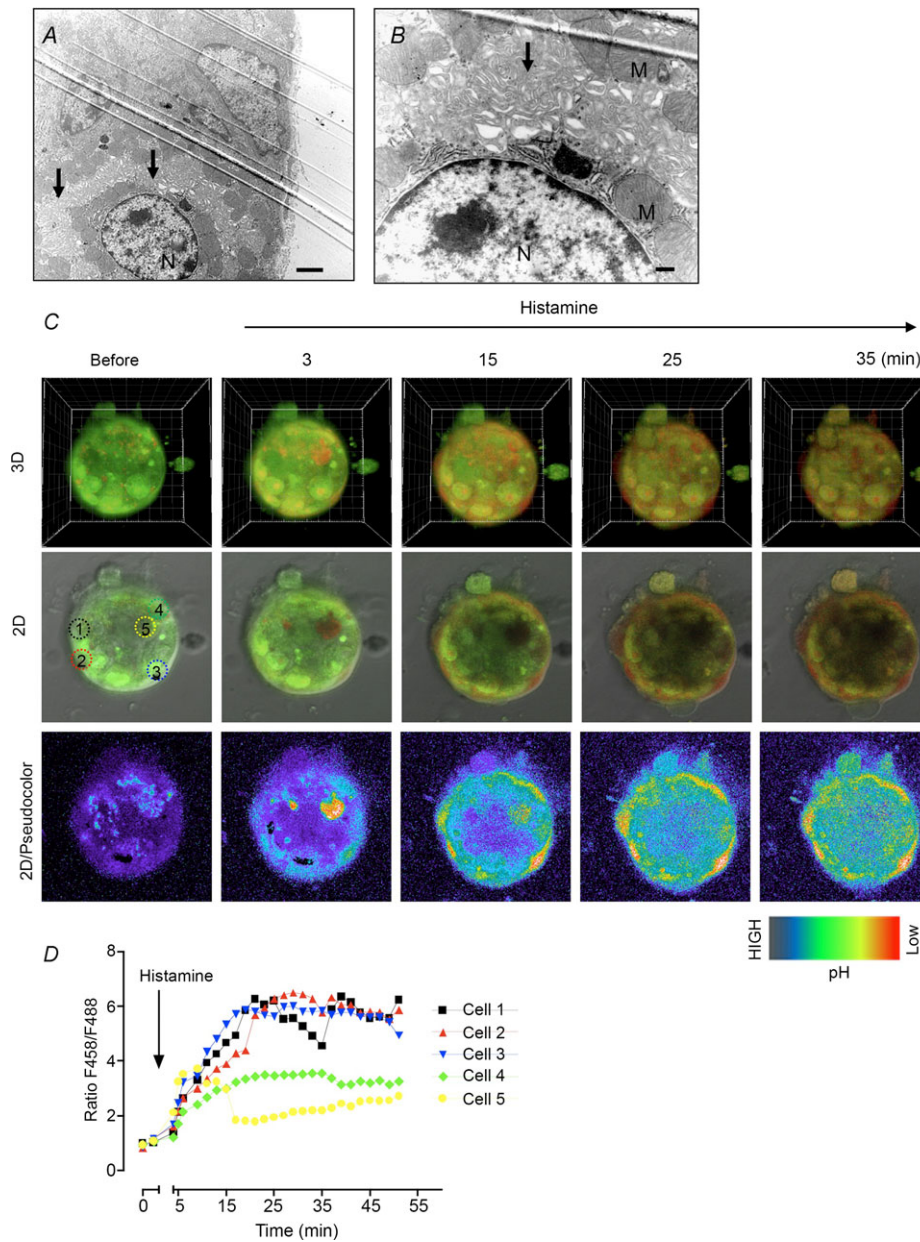 A
N
B
M
M
N
C
Histamine
Before 3 15 25 35 (min)
3D
2D
1
2
3
4
5
2D/Pseudocolor
HIGH
Low
pH
D
Histamine
Ratio F458/F488
8
6
4
2
0
0 5 15 25 35 45 55
Time (min)
Cell 1
Cell 2
Cell 3
Cell 4
Cell 5